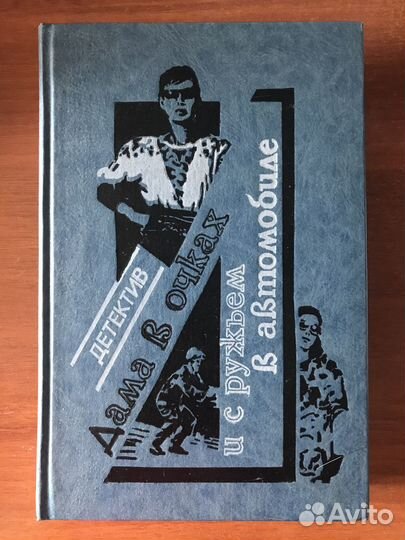 ДЕТЕКТИВ
Дама в очках
и с ружьем
в автомобиле
Avito